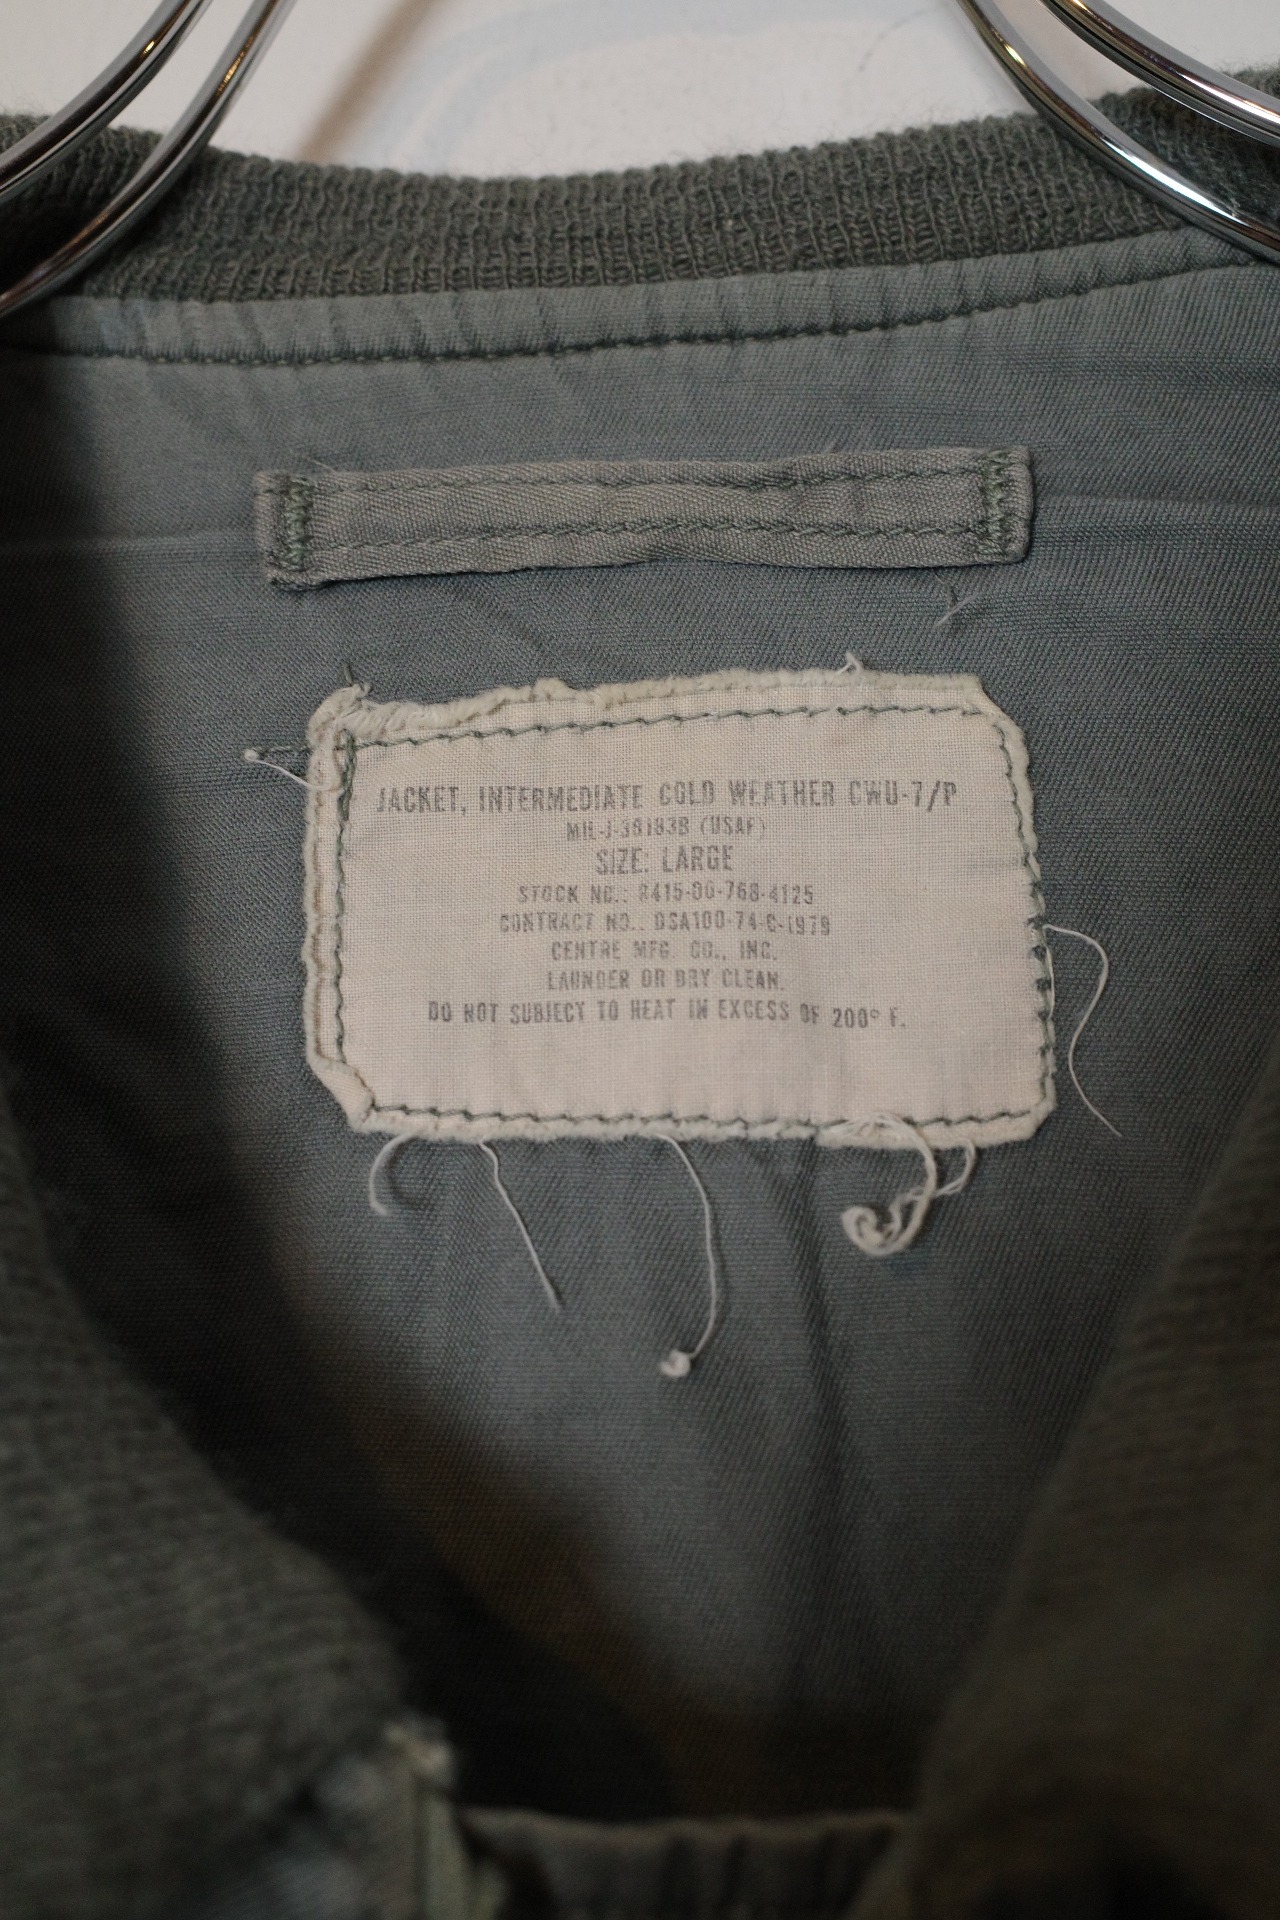 JACKET, INTERMEDIATE COLD WEATHER CWU-7/P
MIL-J-38183B (USAF)
SIZE: LARGE
STOCK NO.: 8415-00-768-4125
CONTRACT NO.: DSA100-74-C-1979
CENTRE MFG. CO., INC.
LAUNDER OR DRY CLEAN.
DO NOT SUBJECT TO HEAT IN EXCESS OF 200° F.